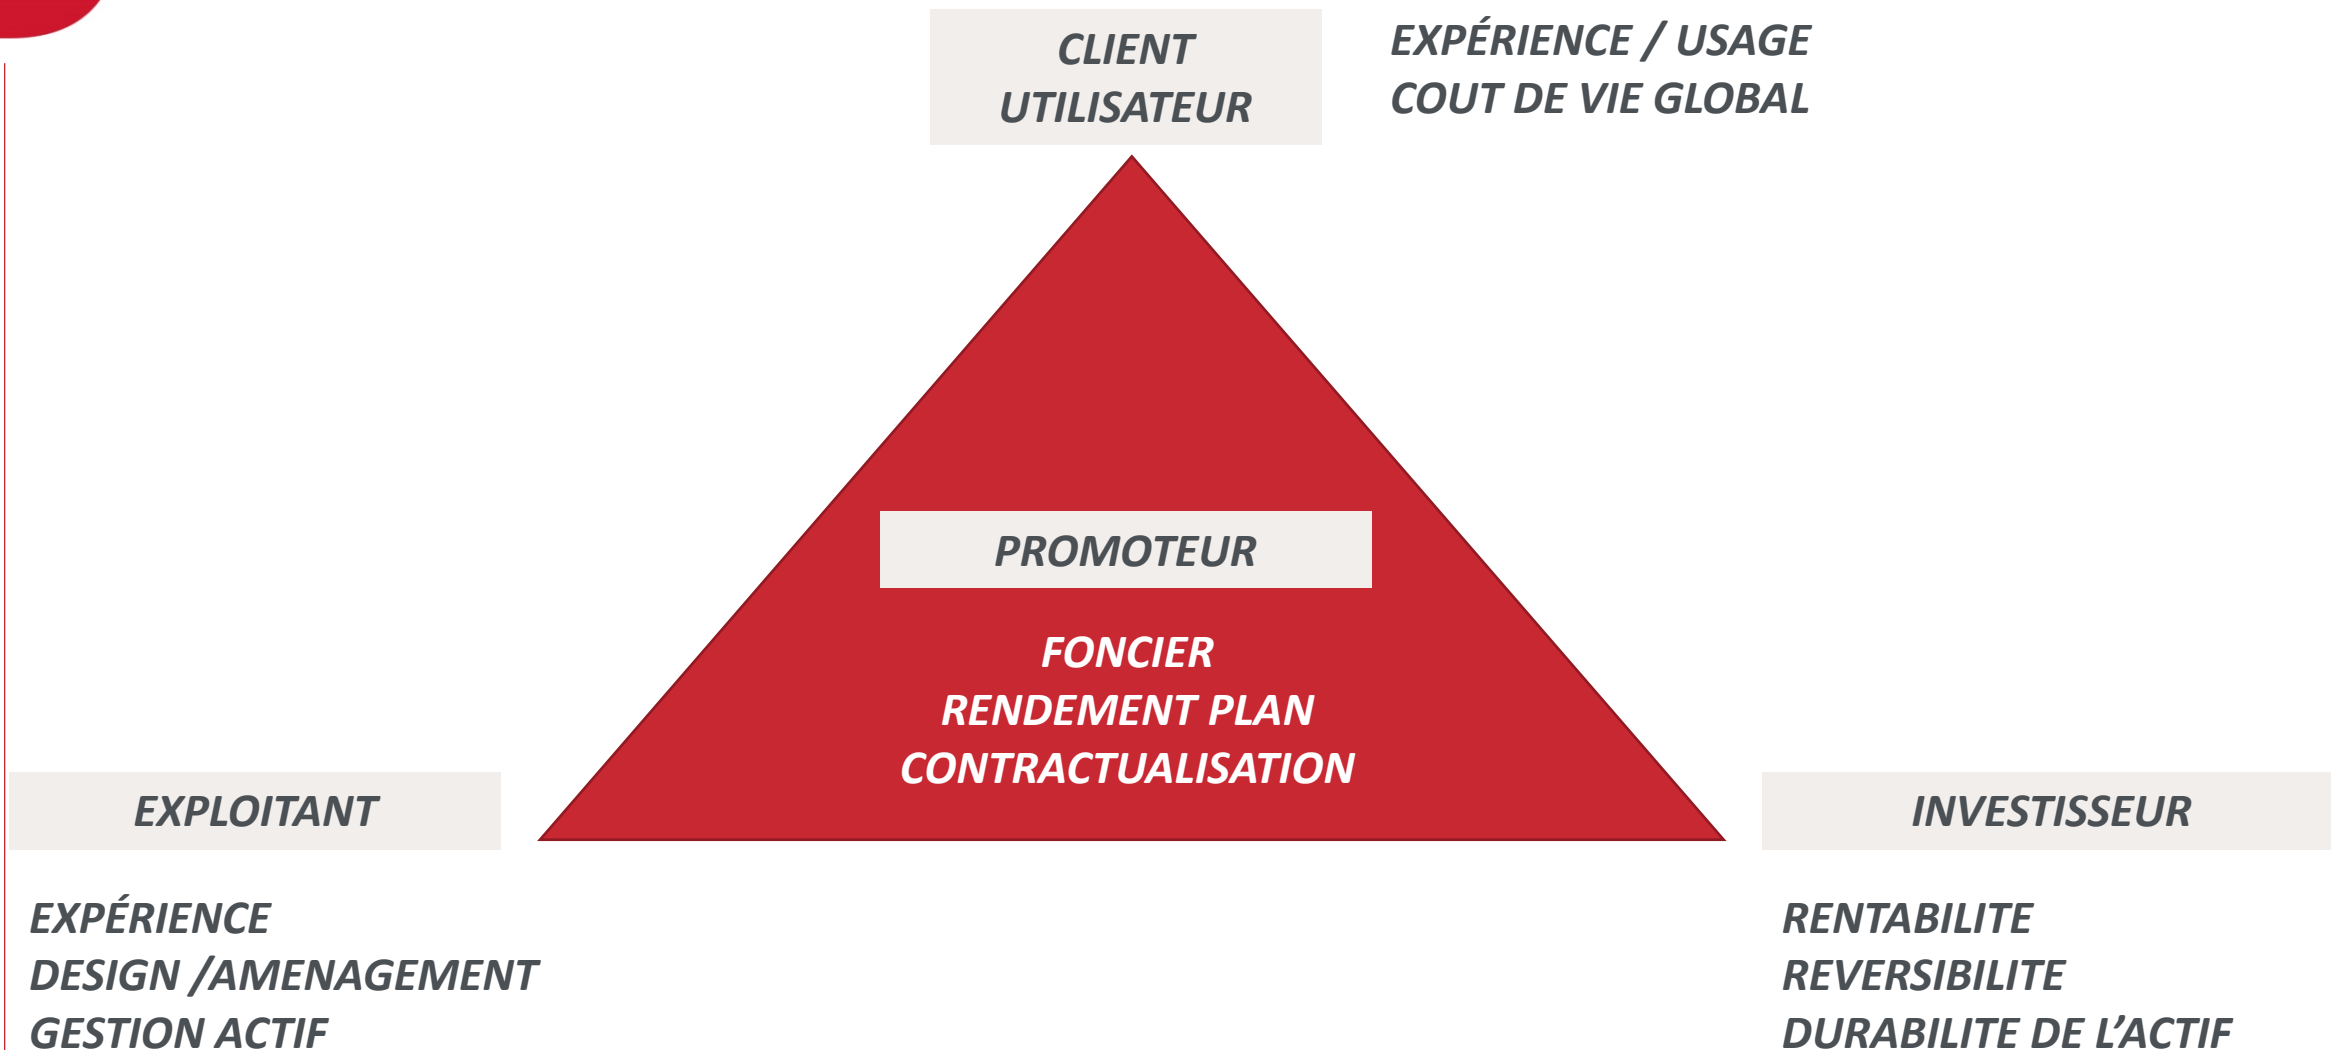 CLIENT
UTILISATEUR
EXPÉRIENCE / USAGE
COUT DE VIE GLOBAL
PROMOTEUR
FONCIER
RENDEMENT PLAN
CONTRACTUALISATION
EXPLOITANT
EXPÉRIENCE
DESIGN /AMENAGEMENT
GESTION ACTIF
INVESTISSEUR
RENTABILITE
REVERSIBILITE
DURABILITE DE L’ACTIF